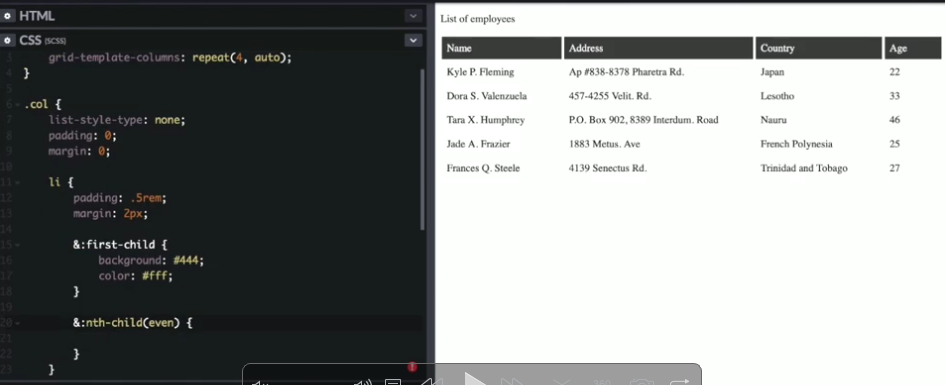 HTML
CSS (SCSS)
3 grid-template-columns: repeat(4, auto);
4 }
5
6 .col {
7 list-style-type: none;
8 padding: 0;
9 margin: 0;
10
11 li {
12 padding: .5rem;
13 margin: 2px;
14
15 &:first-child {
16 background: #444;
17 color: #fff;
18 }
19
20 &:nth-child(even) {
21
22 }
23 }
List of employees
Name Address Country Age
Kyle P. Fleming Ap #838-8378 Pharetra Rd. Japan 22
Dora S. Valenzuela 457-4255 Velit. Rd. Lesotho 33
Tara X. Humphrey P.O. Box 902, 8389 Interdum. Road Nauru 46
Jade A. Frazier 1883 Metus. Ave French Polynesia 25
Frances Q. Steele 4139 Senectus Rd. Trinidad and Tobago 27